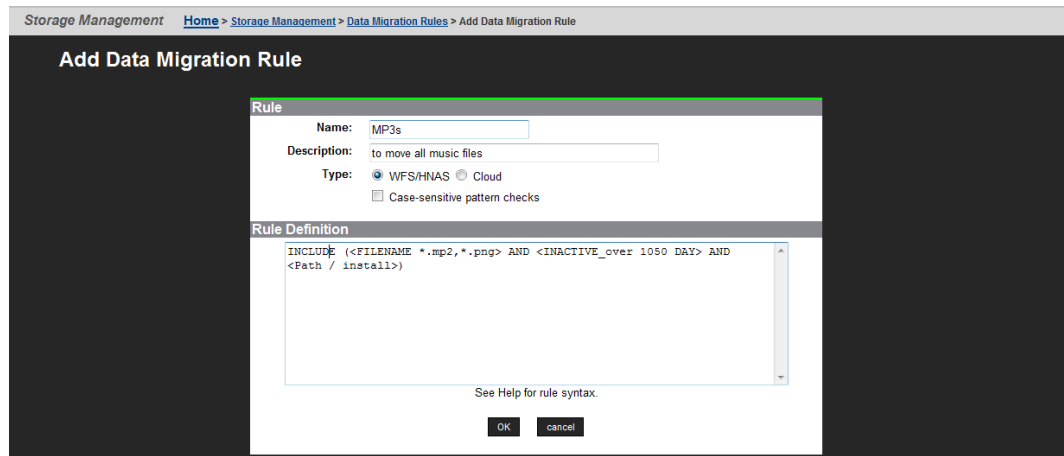 Storage Management Home > Storage Management > Data Migration Rules > Add Data Migration Rule
Add Data Migration Rule
Rule
Name: MP3s
Description: to move all music files
Type: WFS/HNAS Cloud
Case-sensitive pattern checks
Rule Definition
INCLUDE (<FILENAME *.mp2,*.png> AND <INACTIVE_over 1050 DAY> AND
<Path / install>)
See Help for rule syntax.
OK cancel